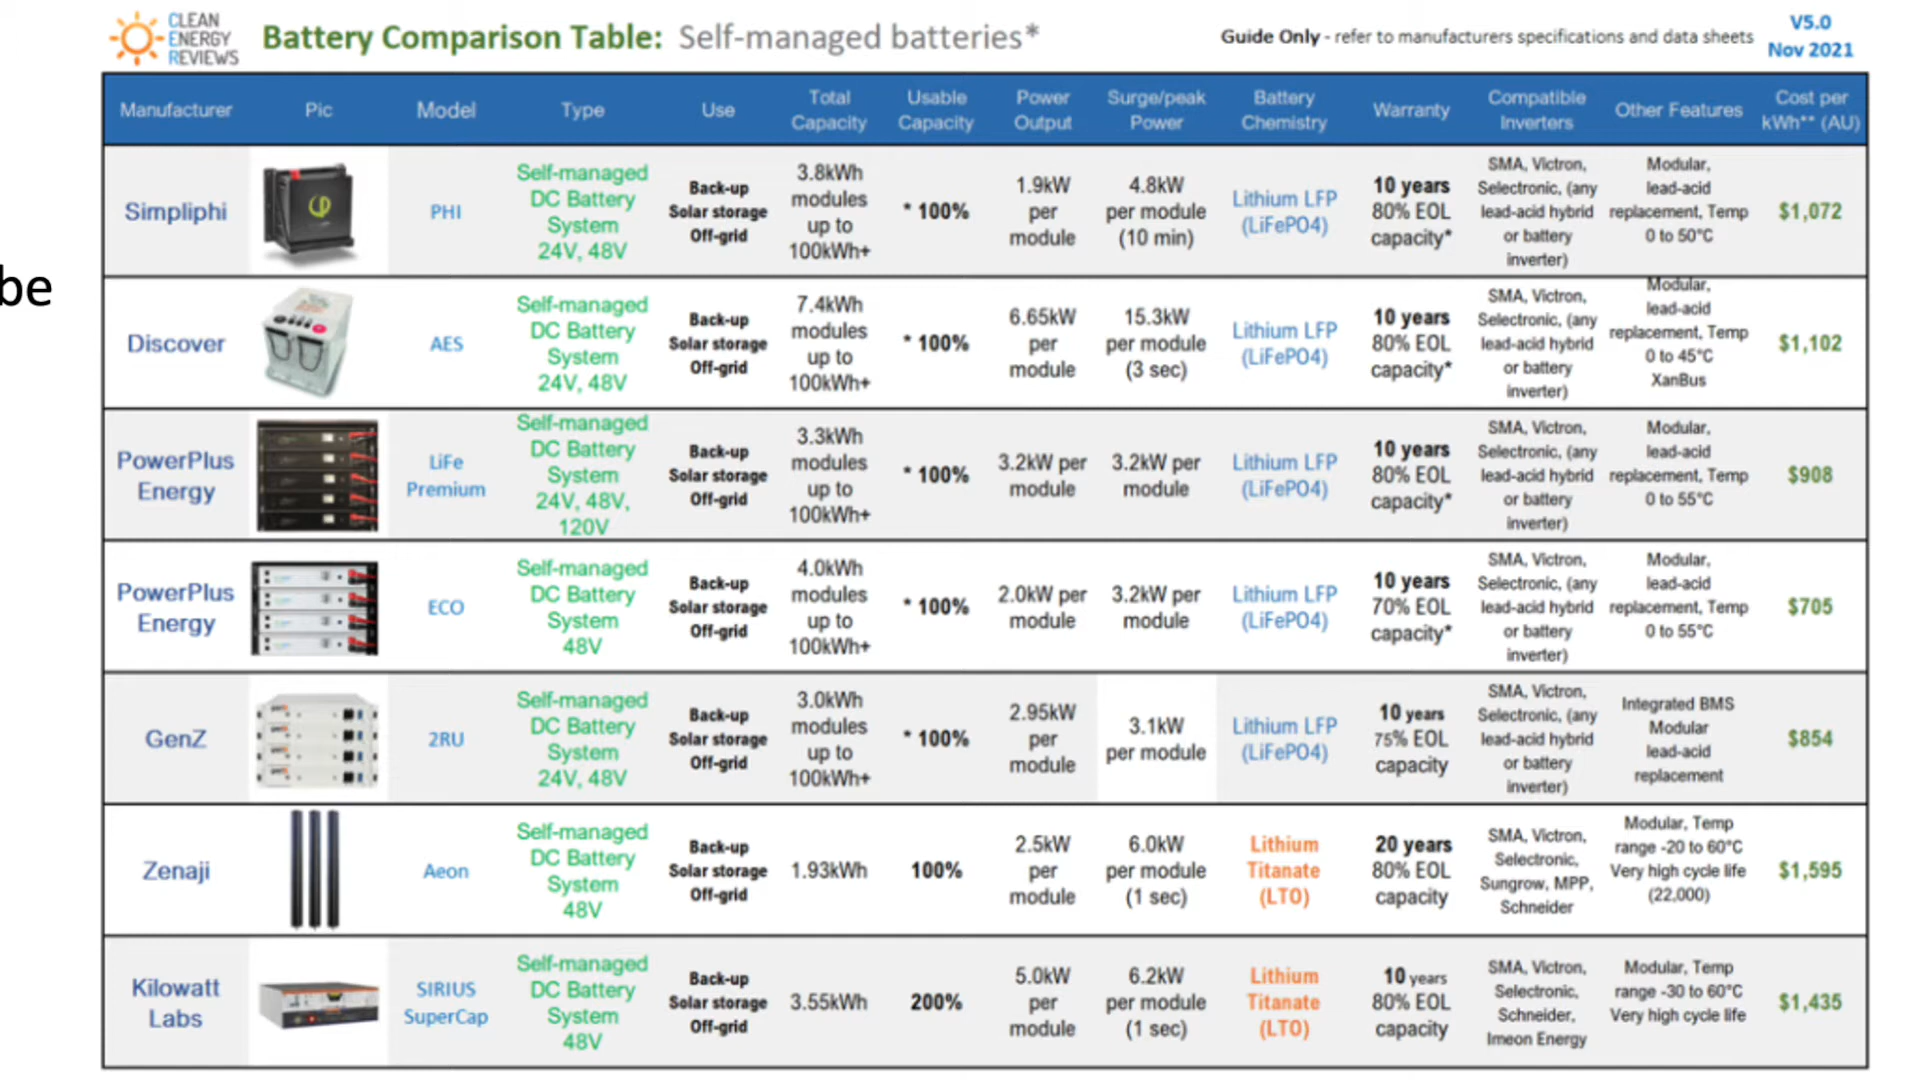 CLEAN
ENERGY
REVIEWS
Battery Comparison Table: Self-managed batteries*
Guide Only - refer to manufacturers specifications and data sheets
V5.0
Nov 2021
be
Manufacturer
Pic
Model
Type
Use
Total
Capacity
Usable
Capacity
Power
Output
Surge/peak
Power
Battery
Chemistry
Warranty
Compatible
Inverters
Other Features
Cost per
kWh** (AU)
Simpliphi
PHI
Self-managed
DC Battery
System
24V, 48V
Back-up
Solar storage
Off-grid
3.8kWh
modules
up to
100kWh+
* 100%
1.9kW
per
module
4.8kW
per module
(10 min)
Lithium LFP
(LiFePO4)
10 years
80% EOL
capacity*
SMA, Victron,
Selectronic, (any
lead-acid hybrid
or battery
inverter)
Modular,
lead-acid
replacement, Temp
0 to 50°C
$1,072
Discover
AES
Self-managed
DC Battery
System
24V, 48V
Back-up
Solar storage
Off-grid
7.4kWh
modules
up to
100kWh+
* 100%
6.65kW
per
module
15.3kW
per module
(3 sec)
Lithium LFP
(LiFePO4)
10 years
80% EOL
capacity*
SMA, Victron,
Selectronic, (any
lead-acid hybrid
or battery
inverter)
Modular,
lead-acid
replacement, Temp
0 to 45°C
XanBus
$1,102
PowerPlus
Energy
LiFe
Premium
Self-managed
DC Battery
System
24V, 48V,
120V
Back-up
Solar storage
Off-grid
3.3kWh
modules
up to
100kWh+
* 100%
3.2kW per
module
3.2kW per
module
Lithium LFP
(LiFePO4)
10 years
80% EOL
capacity*
SMA, Victron,
Selectronic, (any
lead-acid hybrid
or battery
inverter)
Modular,
lead-acid
replacement, Temp
0 to 55°C
$908
PowerPlus
Energy
ECO
Self-managed
DC Battery
System
48V
Back-up
Solar storage
Off-grid
4.0kWh
modules
up to
100kWh+
* 100%
2.0kW per
module
3.2kW per
module
Lithium LFP
(LiFePO4)
10 years
70% EOL
capacity*
SMA, Victron,
Selectronic, (any
lead-acid hybrid
or battery
inverter)
Modular,
lead-acid
replacement, Temp
0 to 55°C
$705
GenZ
2RU
Self-managed
DC Battery
System
24V, 48V
Back-up
Solar storage
Off-grid
3.0kWh
modules
up to
100kWh+
* 100%
2.95kW
per
module
3.1kW
per module
Lithium LFP
(LiFePO4)
10 years
75% EOL
capacity
SMA, Victron,
Selectronic, (any
lead-acid hybrid
or battery
inverter)
Integrated BMS
Modular
lead-acid
replacement
$854
Zenaji
Aeon
Self-managed
DC Battery
System
48V
Back-up
Solar storage
Off-grid
1.93kWh
100%
2.5kW
per
module
6.0kW
per module
(1 sec)
Lithium
Titanate
(LTO)
20 years
80% EOL
capacity
SMA, Victron,
Selectronic,
Sungrow, MPP,
Schneider
Modular, Temp
range -20 to 60°C
Very high cycle life
(22,000)
$1,595
Kilowatt
Labs
SIRIUS
SuperCap
Self-managed
DC Battery
System
48V
Back-up
Solar storage
Off-grid
3.55kWh
200%
5.0kW
per
module
6.2kW
per module
(1 sec)
Lithium
Titanate
(LTO)
10 years
80% EOL
capacity
SMA, Victron,
Selectronic,
Schneider,
Imeon Energy
Modular, Temp
range -30 to 60°C
Very high cycle life
$1,435